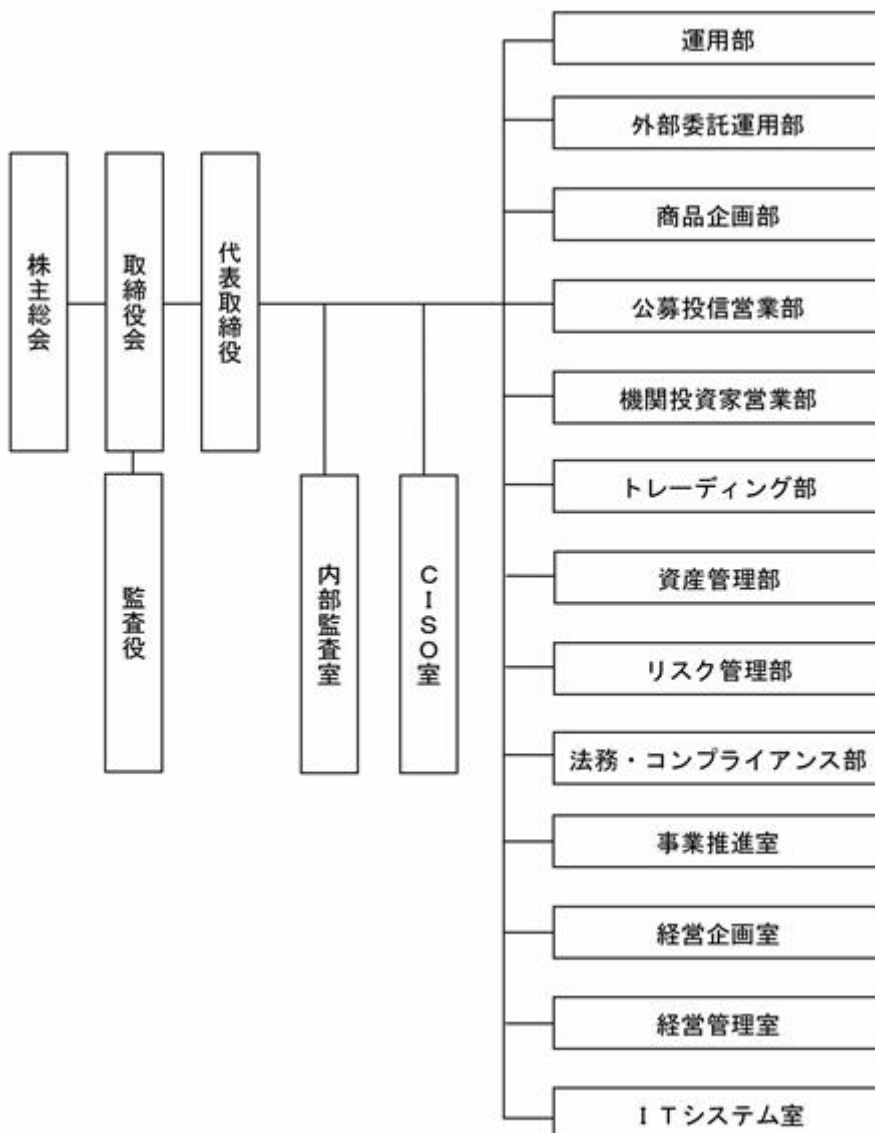 株主総会
取締役会
代表取締役
監査役
内部監査室
CISO室
運用部
外部委託運用部
商品企画部
公募投信営業部
機関投資家営業部
トレーディング部
資産管理部
リスク管理部
法務・コンプライアンス部
事業推進室
経営企画室
経営管理室
ITシステム室